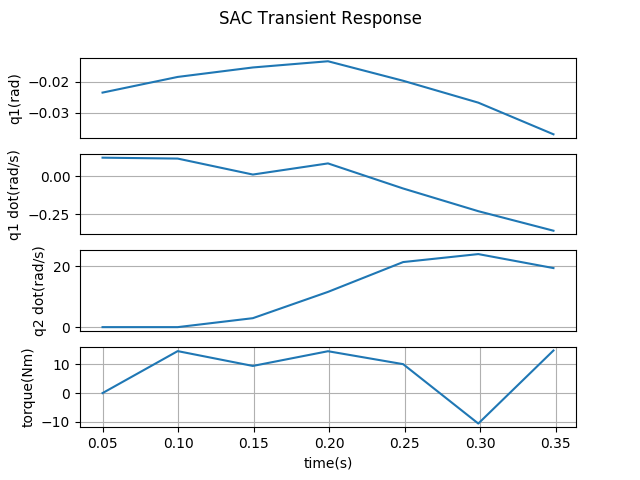 SAC Transient Response
q1(rad)
−0.02
−0.03
q1 dot(rad/s)
0.00
−0.25
q2 dot(rad/s)
20
0
torque(Nm)
10
0
−10
0.05 0.10 0.15 0.20 0.25 0.30 0.35
time(s)